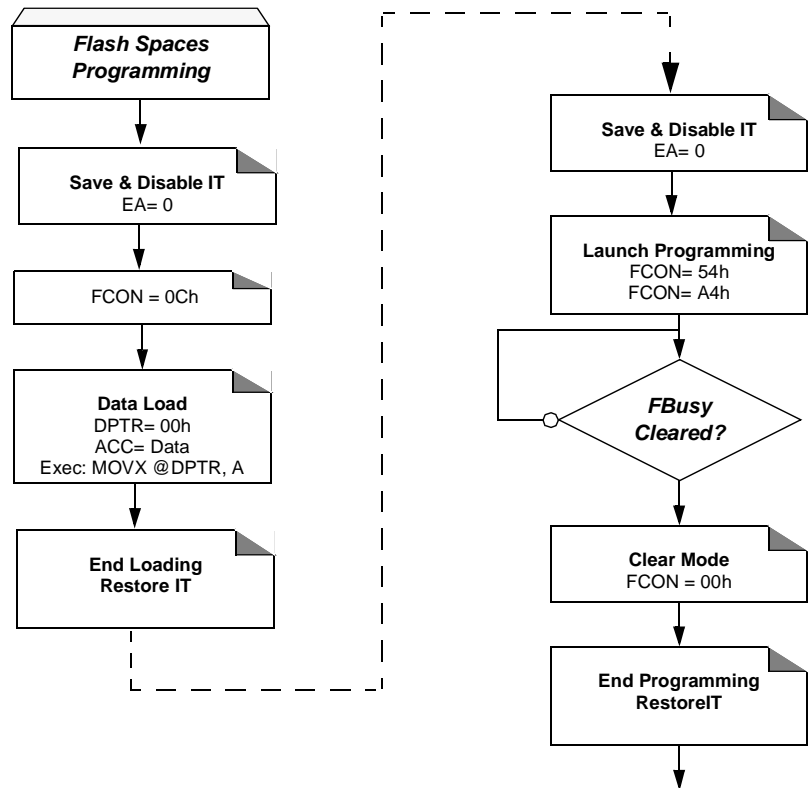 Flash Spaces
Programming
Save & Disable IT
EA= 0
FCON = 0Ch
Data Load
DPTR= 00h
ACC= Data
Exec: MOVX @DPTR, A
End Loading
Restore IT
Save & Disable IT
EA= 0
Launch Programming
FCON= 54h
FCON= A4h
FBusy
Cleared?
Clear Mode
FCON = 00h
End Programming
RestoreIT